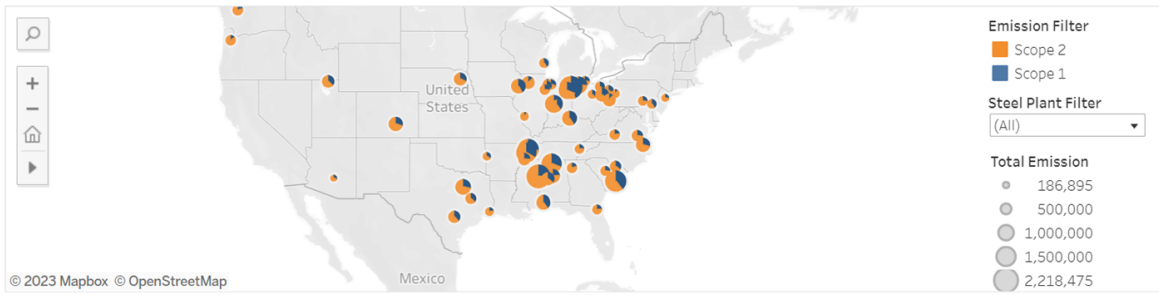 United
States
Mexico
© 2023 Mapbox © OpenStreetMap
Emission Filter
Scope 2
Scope 1
Steel Plant Filter
(All)
Total Emission
186,895
500,000
1,000,000
1,500,000
2,218,475